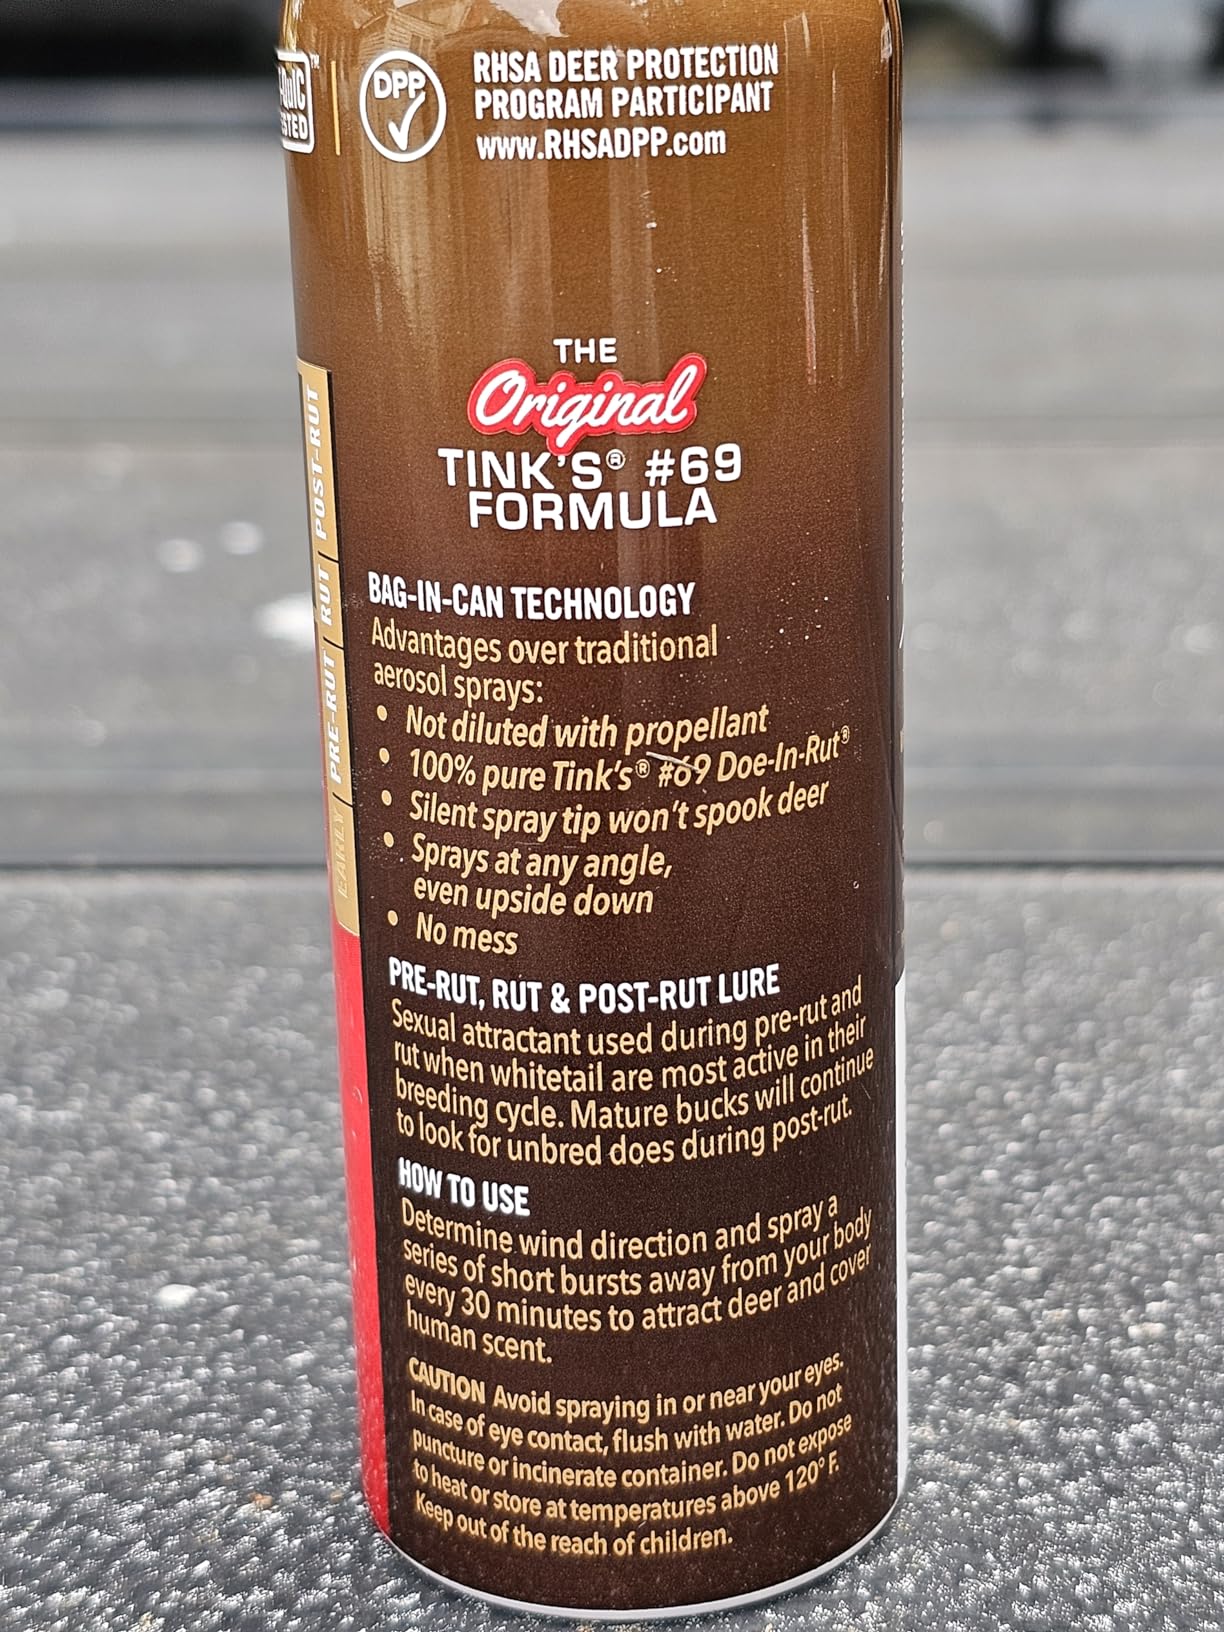 DPP
RHSA DEER PROTECTION
PROGRAM PARTICIPANT
www.RHSADPP.com
THE
Original
TINK'S® #69
FORMULA
BAG-IN-CAN TECHNOLOGY
Advantages over traditional
aerosol sprays:
• Not diluted with propellant
• 100% pure Tink's® #69 Doe-In-Rut®
• Silent spray tip won't spook deer
• Sprays at any angle,
even upside down
• No mess
PRE-RUT, RUT & POST-RUT LURE
Sexual attractant used during pre-rut and
rut when whitetail are most active in their
breeding cycle. Mature bucks will continue
to look for unbred does during post-rut.
HOW TO USE
Determine wind direction and spray a
series of short bursts away from your body
every 30 minutes to attract deer and cover
human scent.
CAUTION Avoid spraying in or near your eyes.
In case of eye contact, flush with water. Do not
puncture or incinerate container. Do not expose
to heat or store at temperatures above 120° F.
Keep out of the reach of children.
EARLY PRE-RUT RUT POST-RUT